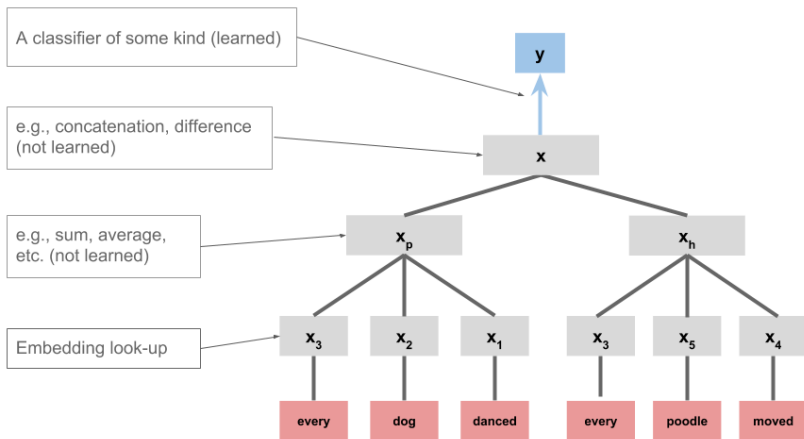 A classifier of some kind (learned)
y
e.g., concatenation, difference
(not learned)
x
e.g., sum, average,
etc. (not learned)
xₚ
xₕ
Embedding look-up
x₃
x₂
x₁
x₃
x₅
x₄
every
dog
danced
every
poodle
moved